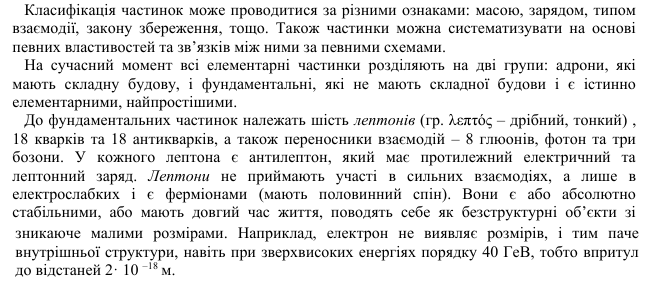 Класифікація частинок може проводитися за різними ознаками: масою, зарядом, типом
взаємодії, закону збереження, тощо. Також частинки можна систематизувати на основі
певних властивостей та зв’язків між ними за певними схемами.
На сучасний момент всі елементарні частинки розділяють на дві групи: адрони, які
мають складну будову, і фундаментальні, які не мають складної будови і є істинно
елементарними, найпростішими.
До фундаментальних частинок належать шість лептонів (гр. λεπτός – дрібний, тонкий) ,
18 кварків та 18 антикварків, а також переносники взаємодій – 8 глюонів, фотон та три
бозони. У кожного лептона є антилептон, який має протилежний електричний та
лептонний заряд. Лептони не приймають участі в сильних взаємодіях, а лише в
електрослабких і є ферміонами (мають половинний спін). Вони є або абсолютно
стабільними, або мають довгий час життя, поводять себе як безструктурні об’єкти зі
зникаюче малими розмірами. Наприклад, електрон не виявляє розмірів, і тим паче
внутрішньої структури, навіть при зверхвисоких енергіях порядку 40 ГеВ, тобто впритул
до відстаней 2· 10 ⁻¹⁸ м.